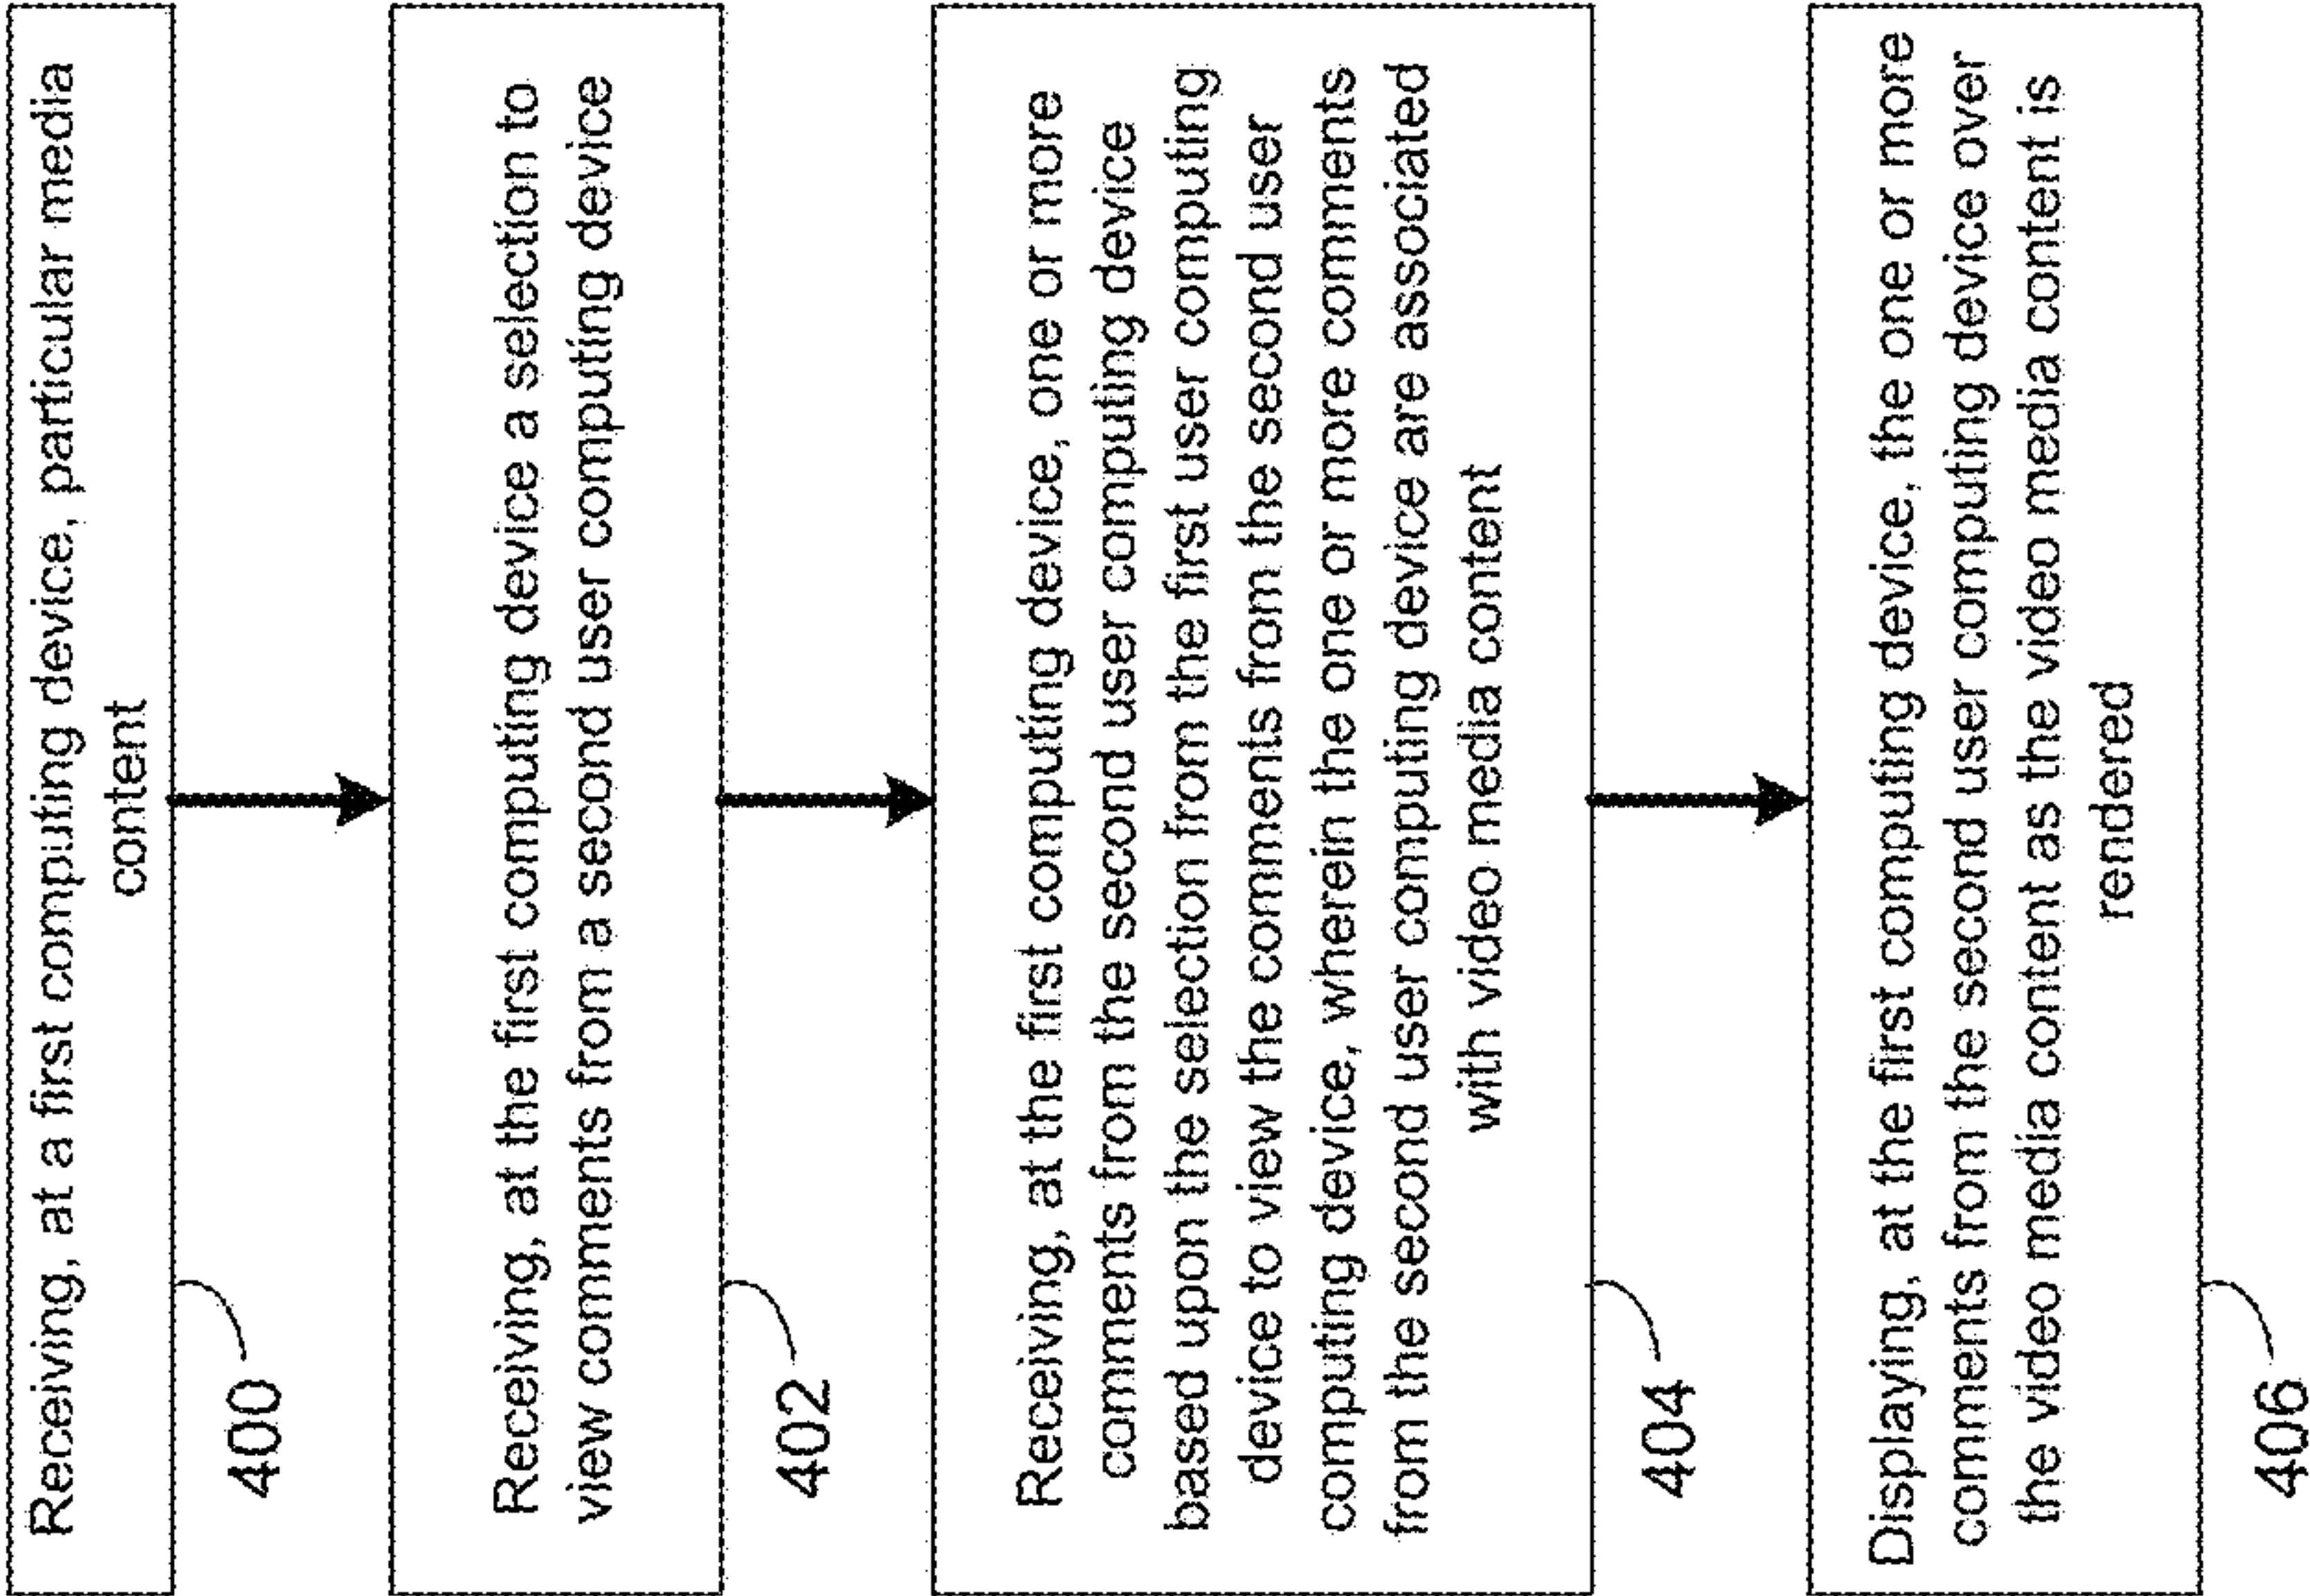 Receiving, at a first computing device, particular media
content
400
Receiving, at the first computing device a selection to
view comments from a second user computing device
402
Receiving, at the first computing device, one or more
comments from the second user computing device
based upon the selection from the first user computing
device to view the comments from the second user
computing device, wherein the one or more comments
from the second user computing device are associated
with video media content
404
Displaying, at the first computing device, the one or more
comments from the second user computing device over
the video media content as the video media content is
rendered
406